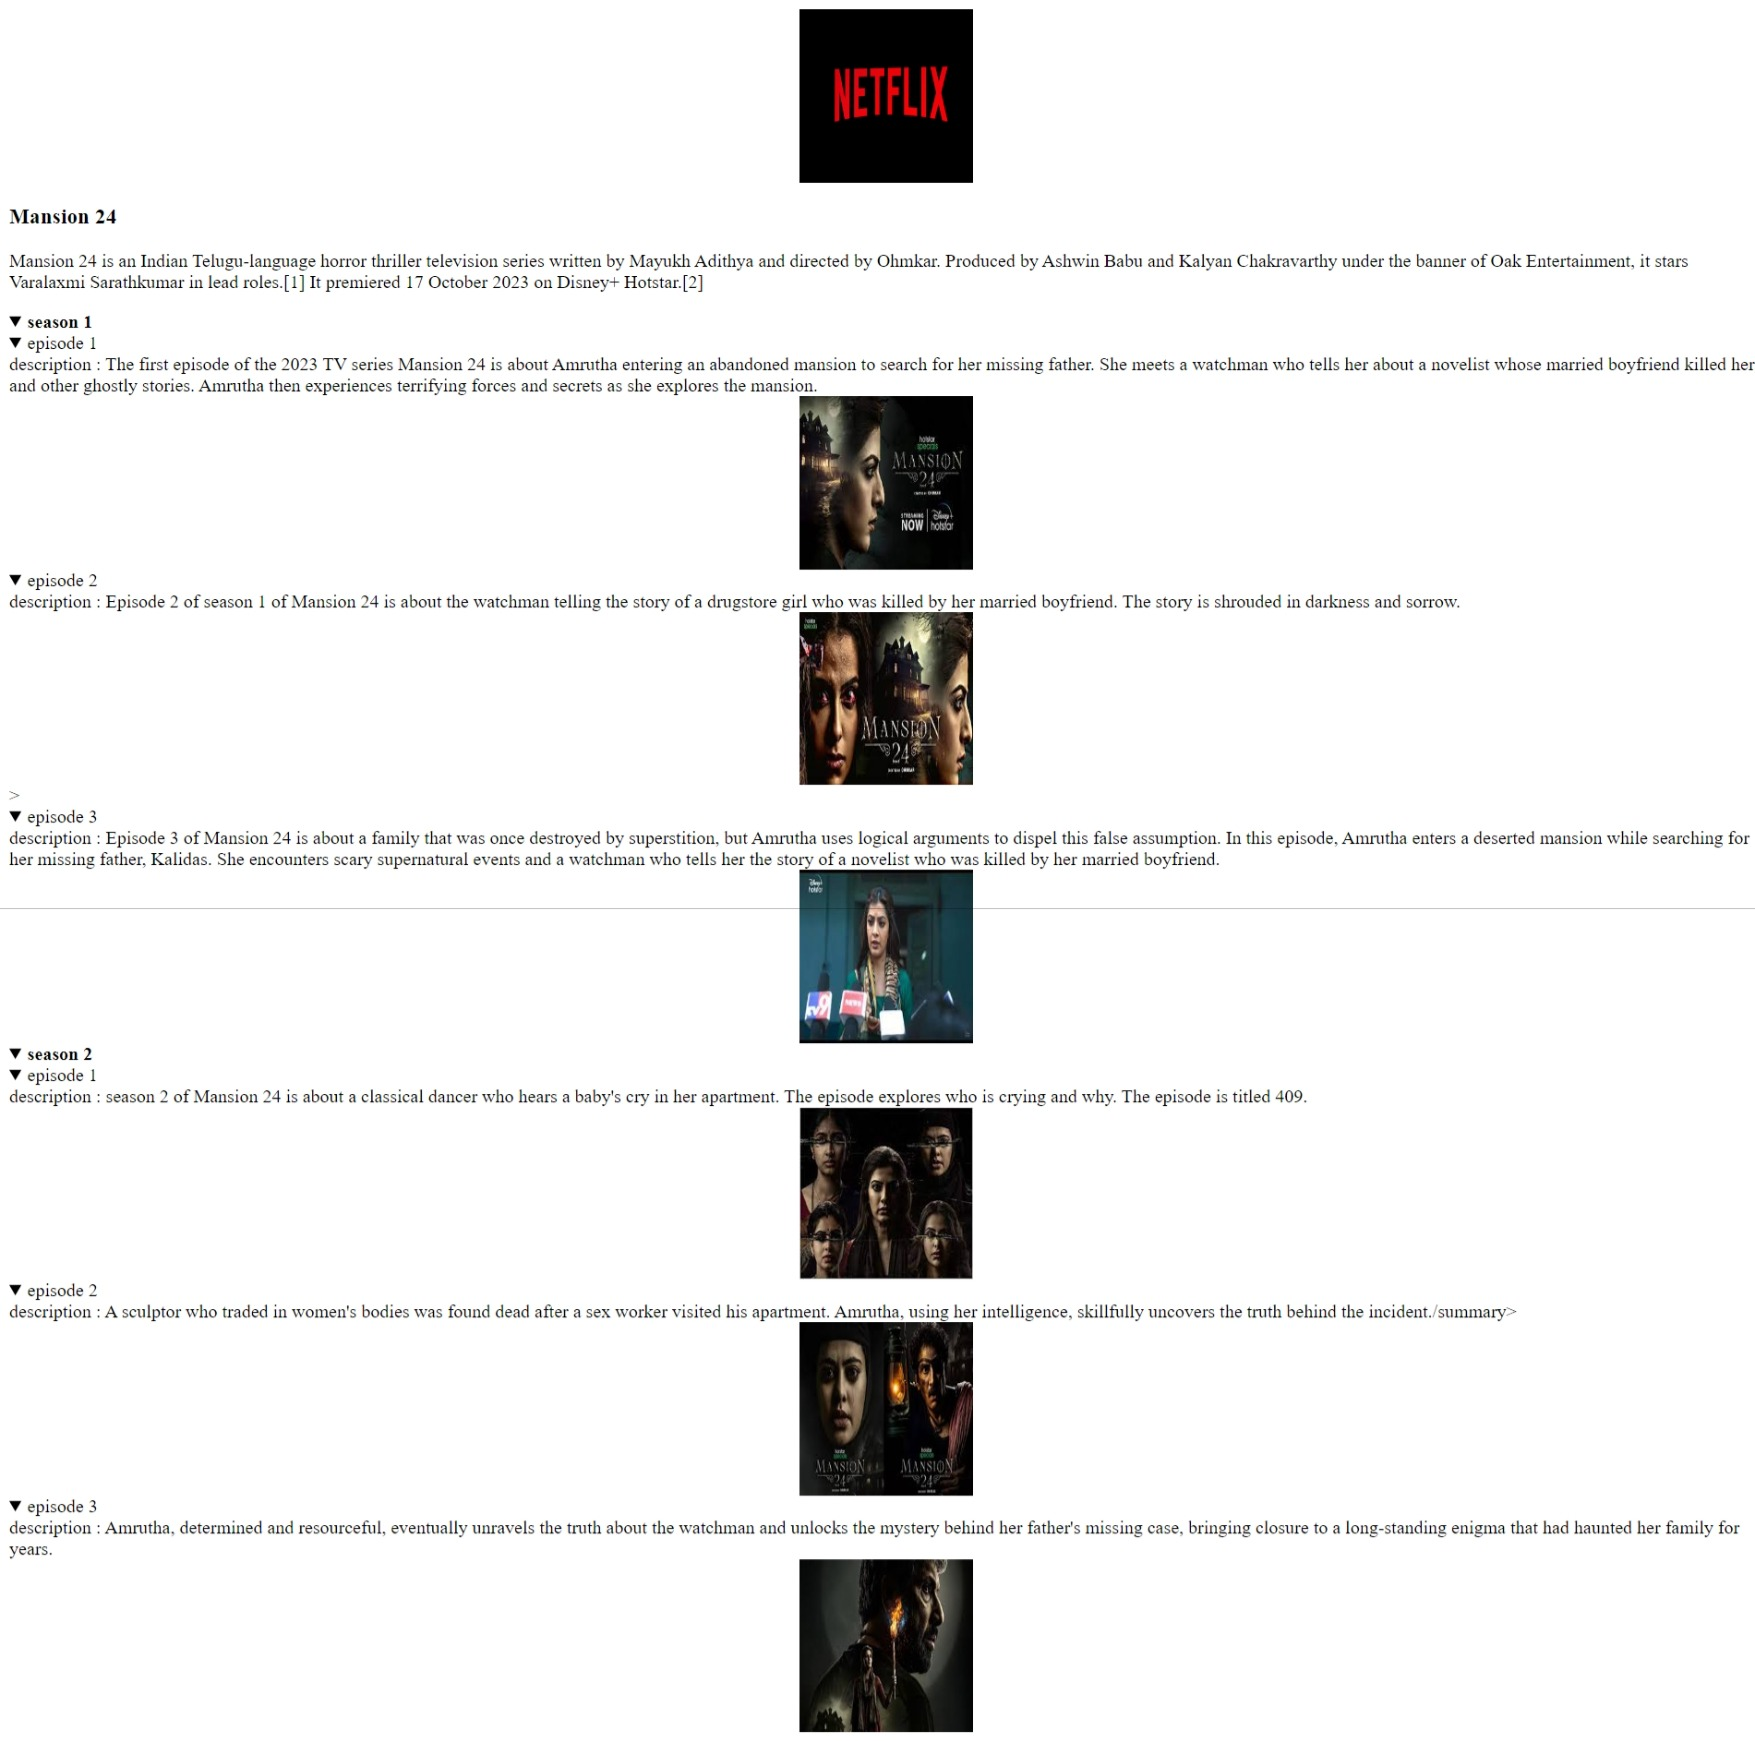 NETFLIX
Mansion 24
Mansion 24 is an Indian Telugu-language horror thriller television series written by Mayukh Adithya and directed by Ohmkar. Produced by Ashwin Babu and Kalyan Chakravarthy under the banner of Oak Entertainment, it stars
Varalaxmi Sarathkumar in lead roles.[1] It premiered 17 October 2023 on Disney+ Hotstar.[2]
▼ season 1
▼ episode 1
description : The first episode of the 2023 TV series Mansion 24 is about Amrutha entering an abandoned mansion to search for her missing father. She meets a watchman who tells her about a novelist whose married boyfriend killed her
and other ghostly stories. Amrutha then experiences terrifying forces and secrets as she explores the mansion.
hotstar
specials
MANSION
24
STREAMING
NOW
Disney+
hotstar
▼ episode 2
description : Episode 2 of season 1 of Mansion 24 is about the watchman telling the story of a drugstore girl who was killed by her married boyfriend. The story is shrouded in darkness and sorrow.
hotstar
specials
MANSION
24
>
▼ episode 3
description : Episode 3 of Mansion 24 is about a family that was once destroyed by superstition, but Amrutha uses logical arguments to dispel this false assumption. In this episode, Amrutha enters a deserted mansion while searching for
her missing father, Kalidas. She encounters scary supernatural events and a watchman who tells her the story of a novelist who was killed by her married boyfriend.
Disney+
hotstar
TV9
NEWS
▼ season 2
▼ episode 1
description : season 2 of Mansion 24 is about a classical dancer who hears a baby's cry in her apartment. The episode explores who is crying and why. The episode is titled 409.
▼ episode 2
description : A sculptor who traded in women's bodies was found dead after a sex worker visited his apartment. Amrutha, using her intelligence, skillfully uncovers the truth behind the incident./summary>
hotstar
specials
MANSION
24
hotstar
specials
MANSION
24
▼ episode 3
description : Amrutha, determined and resourceful, eventually unravels the truth about the watchman and unlocks the mystery behind her father's missing case, bringing closure to a long-standing enigma that had haunted her family for
years.